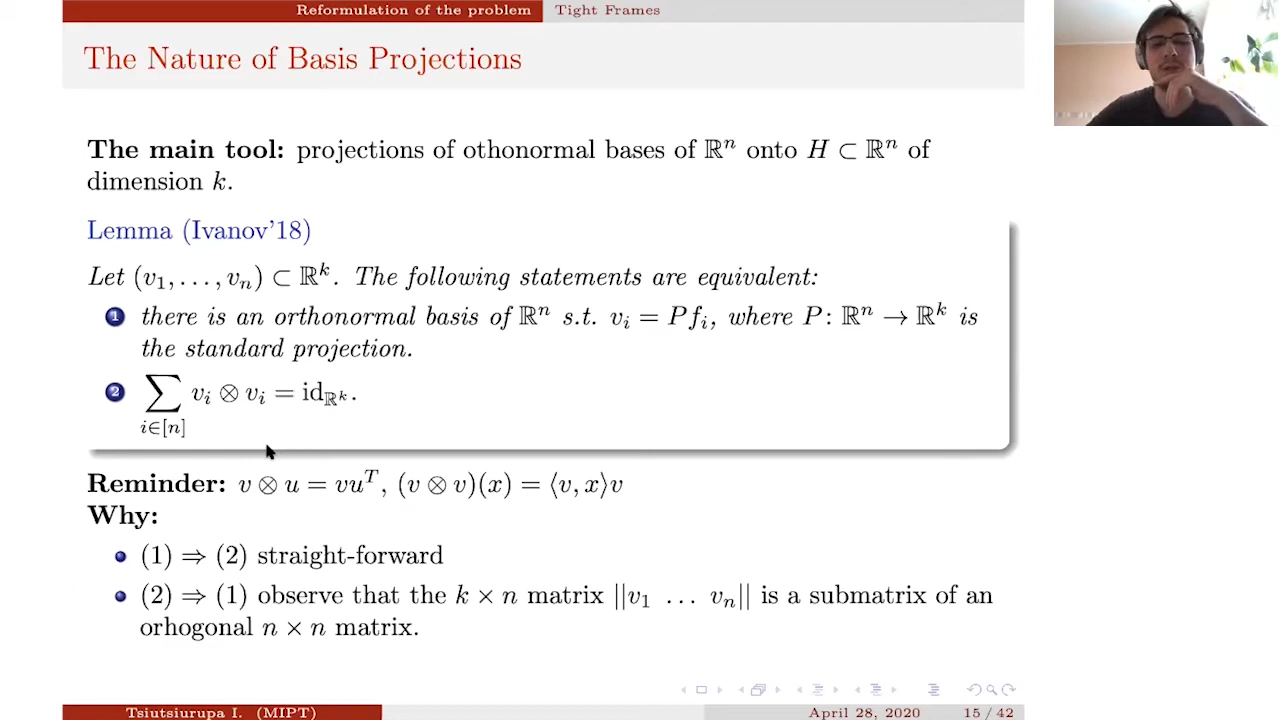 Reformulation of the problem Tight Frames
The Nature of Basis Projections
The main tool: projections of othonormal bases of ℝⁿ onto H ⊂ ℝⁿ of
dimension k.
Lemma (Ivanov'18)
Let (v₁, . . . , vₙ) ⊂ ℝᵏ. The following statements are equivalent:
1 there is an orthonormal basis of ℝⁿ s.t. vᵢ = Pfᵢ, where P: ℝⁿ → ℝᵏ is
the standard projection.
2 ∑ vᵢ ⊗ vᵢ = id_{ℝᵏ}.
i∈[n]
Reminder: v ⊗ u = vuᵀ, (v ⊗ v)(x) = ⟨v, x⟩v
Why:
• (1) ⇒ (2) straight-forward
• (2) ⇒ (1) observe that the k × n matrix ||v₁ . . . vₙ|| is a submatrix of an
orhogonal n × n matrix.
Tsiutsiurupa I. (MIPT) April 28, 2020 15 / 42